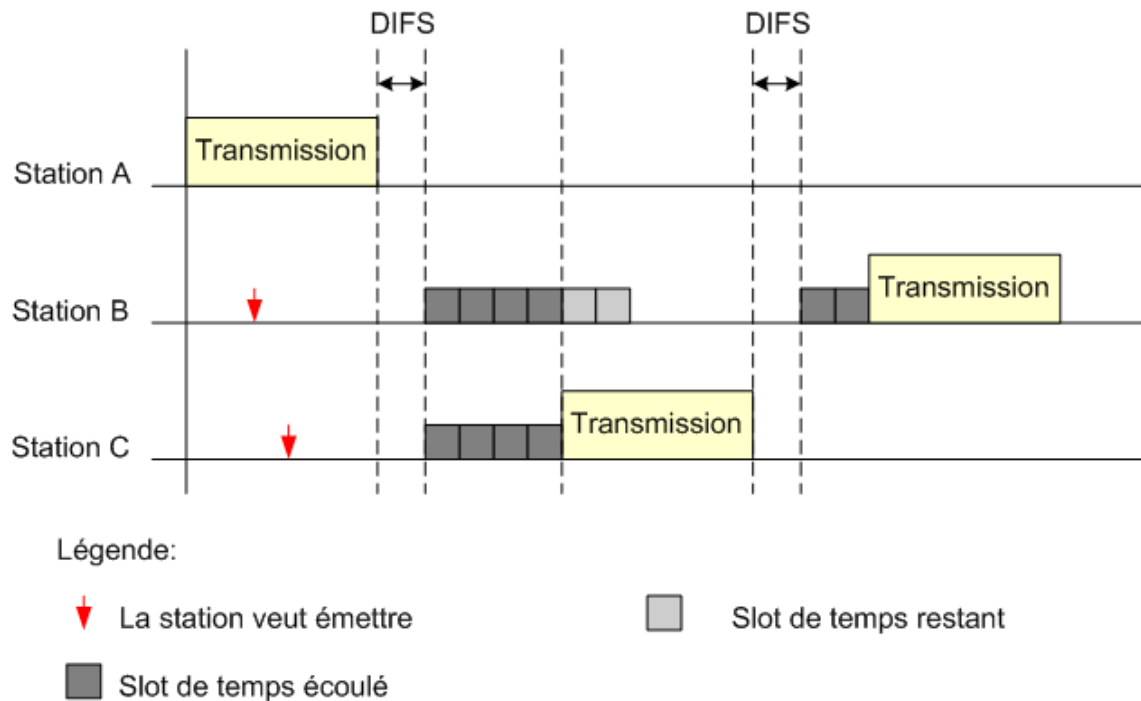 DIFS
DIFS
Transmission
Station A
Transmission
Station B
Transmission
Station C
Légende:
La station veut émettre
Slot de temps restant
Slot de temps écoulé